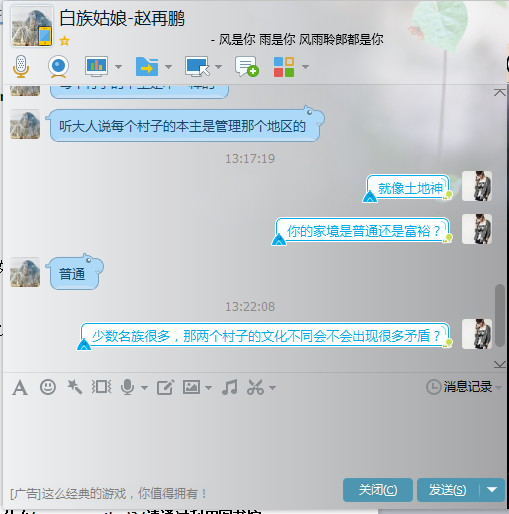 白族姑娘-赵再鹏
- 风是你 雨是你 风雨聆郎都是你
听大人说每个村子的本主是管理那个地区的
13:17:19
就像土地神
你的家境是普通还是富裕？
普通
13:22:08
少数名族很多，那两个村子的文化不同会不会出现很多矛盾？
消息记录
[广告]这么经典的游戏，你值得拥有！
关闭(C)
发送(S)